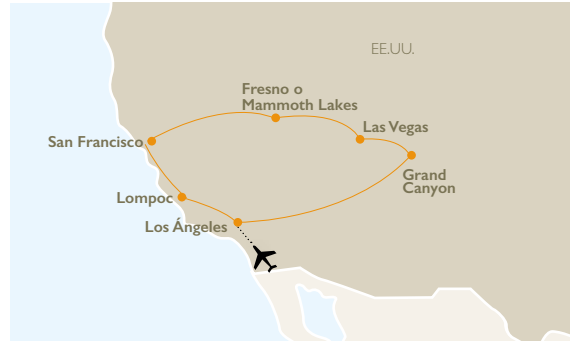 EE.UU.
Fresno o
Mammoth Lakes
Las Vegas
San Francisco
Grand
Canyon
Lompoc
Los Ángeles